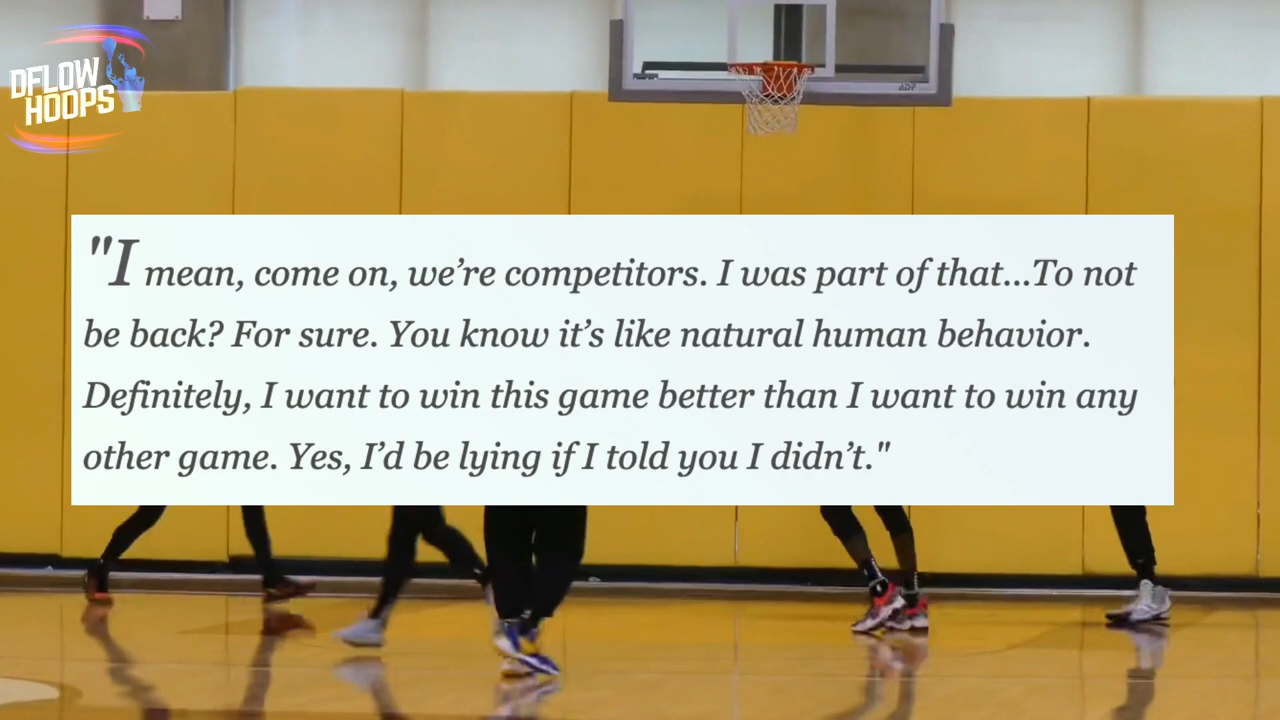 DFLOW
HOOPS
ADP
"I mean, come on, we’re competitors. I was part of that...To not
be back? For sure. You know it’s like natural human behavior.
Definitely, I want to win this game better than I want to win any
other game. Yes, I’d be lying if I told you I didn’t."